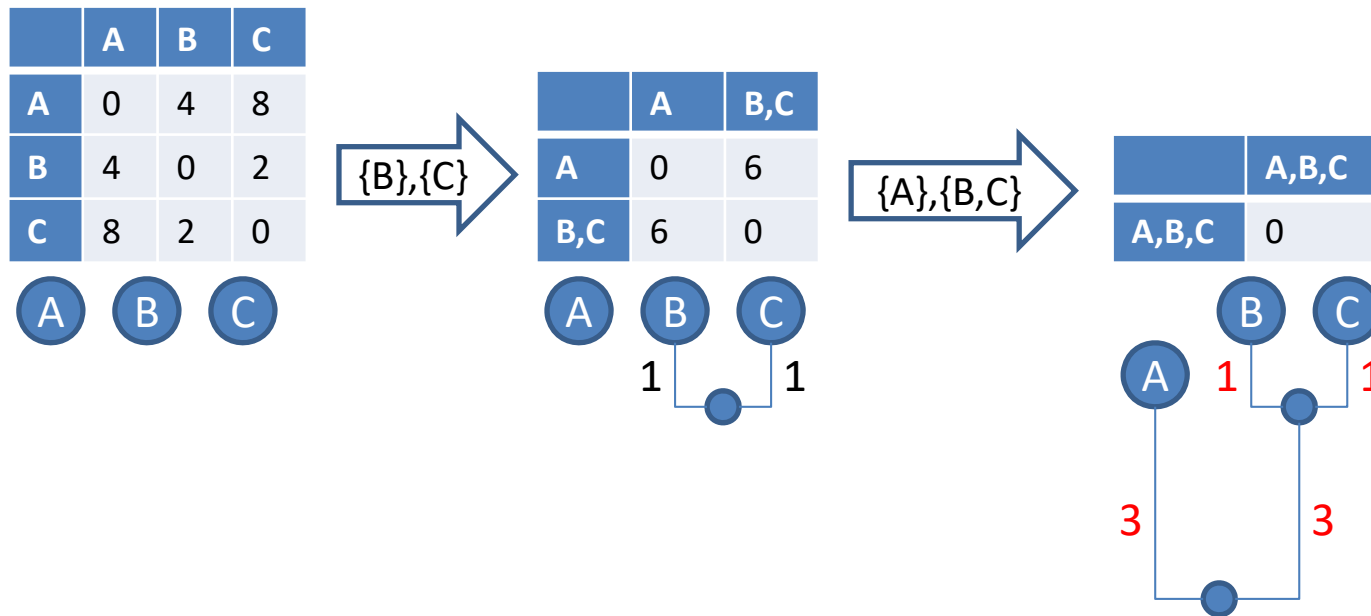 A B C
A 0 4 8
B 4 0 2
C 8 2 0
A B C
{B},{C}
A B,C
A 0 6
B,C 6 0
A B C
1 1
{A},{B,C}
A,B,C
A,B,C 0
B C
A 1 1
3 3